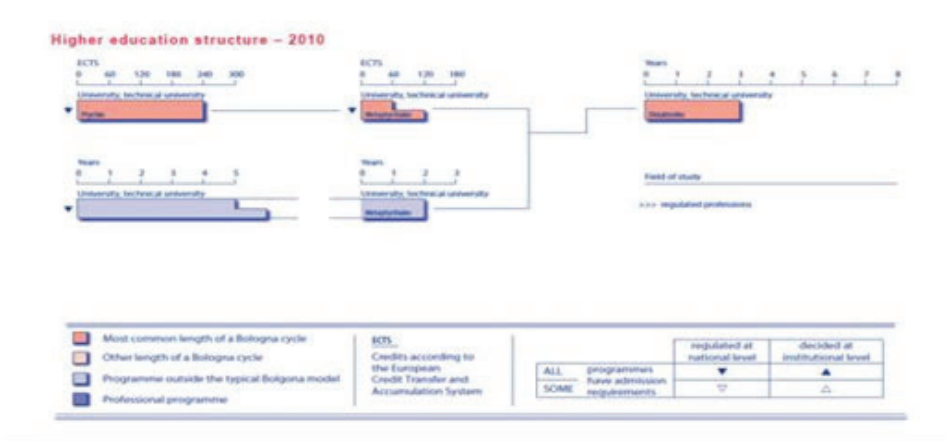 Higher education structure – 2010
ECTS
0 60 120 180 240 300
University, technical university
Ptychio
ECTS
0 60 120 180
University, technical university
Metaptychiako
Years
0 1 2 3 4 5 6 7 8
University, technical university
Didaktoriko
Years
0 1 2 3 4 5
University, technical university
Years
0 1 2 3
University, technical university
Metaptychiako
Field of study
>>> regulated professions
Most common length of a Bologna cycle
Other length of a Bologna cycle
Programme outside the typical Bolgona model
Professional programme
ECTS
Credits according to
the European
Credit Transfer and
Accumulation System
regulated at
national level
decided at
institutional level
ALL
SOME
programmes
have admission
requirements